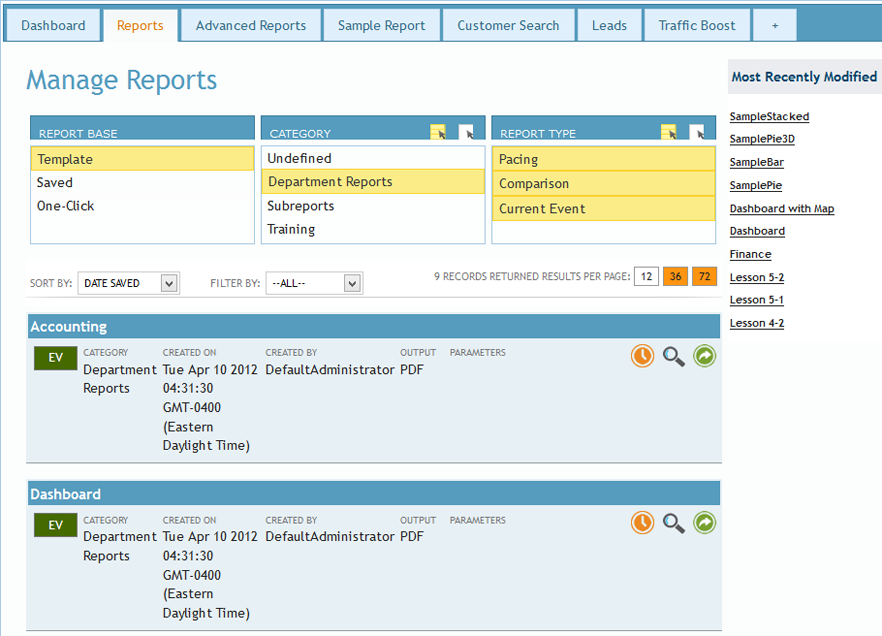 Dashboard Reports Advanced Reports Sample Report Customer Search Leads Traffic Boost +
Manage Reports
REPORT BASE
Template
Saved
One-Click
CATEGORY
Undefined
Department Reports
Subreports
Training
REPORT TYPE
Pacing
Comparison
Current Event
SORT BY: DATE SAVED FILTER BY: --ALL-- 9 RECORDS RETURNED RESULTS PER PAGE: 12 36 72
Accounting
EV
CATEGORY
Department
Reports
CREATED ON
Tue Apr 10 2012
04:31:30
GMT-0400
(Eastern
Daylight Time)
CREATED BY
DefaultAdministrator
OUTPUT
PDF
PARAMETERS
Dashboard
EV
CATEGORY
Department
Reports
CREATED ON
Tue Apr 10 2012
04:31:30
GMT-0400
(Eastern
Daylight Time)
CREATED BY
DefaultAdministrator
OUTPUT
PDF
PARAMETERS
Most Recently Modified
SampleStacked
SamplePie3D
SampleBar
SamplePie
Dashboard with Map
Dashboard
Finance
Lesson 5-2
Lesson 5-1
Lesson 4-2